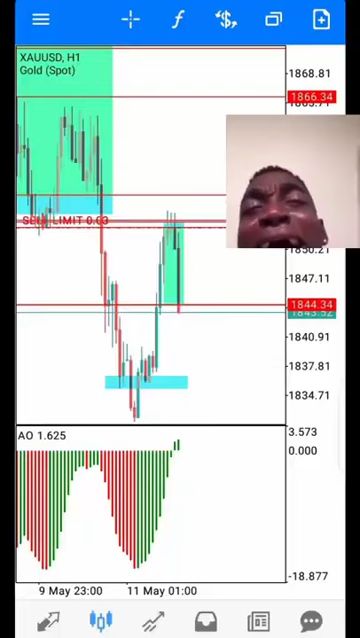 XAUUSD, H1
Gold (Spot)
1868.81
1866.34
SELL LIMIT 0.03
1850.21
1847.11
1844.34
1843.52
1840.91
1837.81
1834.71
AO 1.625
3.573
0.000
-18.877
9 May 23:00
11 May 01:00